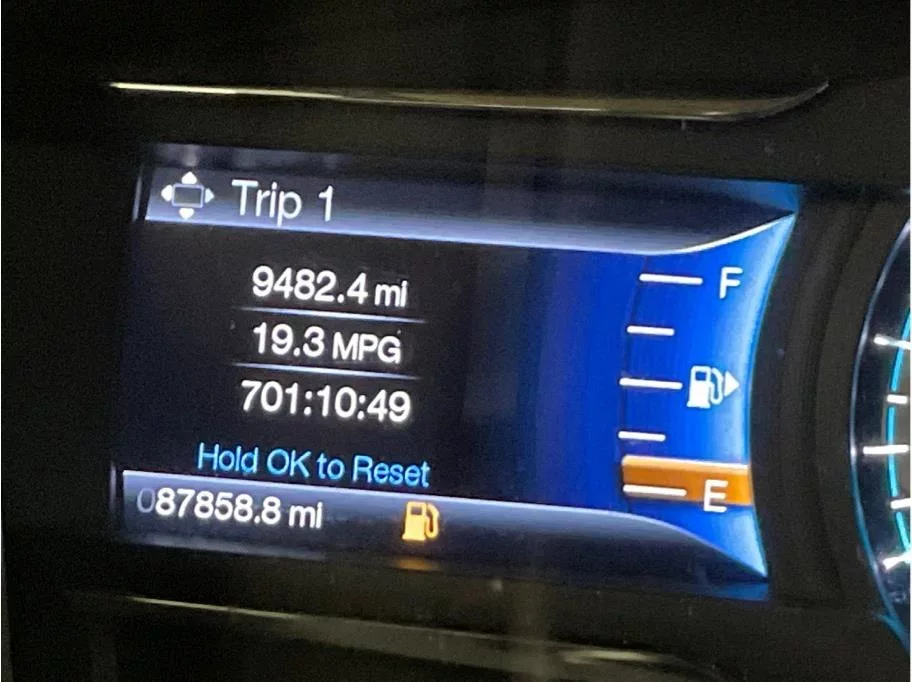 Trip 1
9482.4 mi
19.3 MPG
701:10:49
Hold OK to Reset
087858.8 mi
F
E